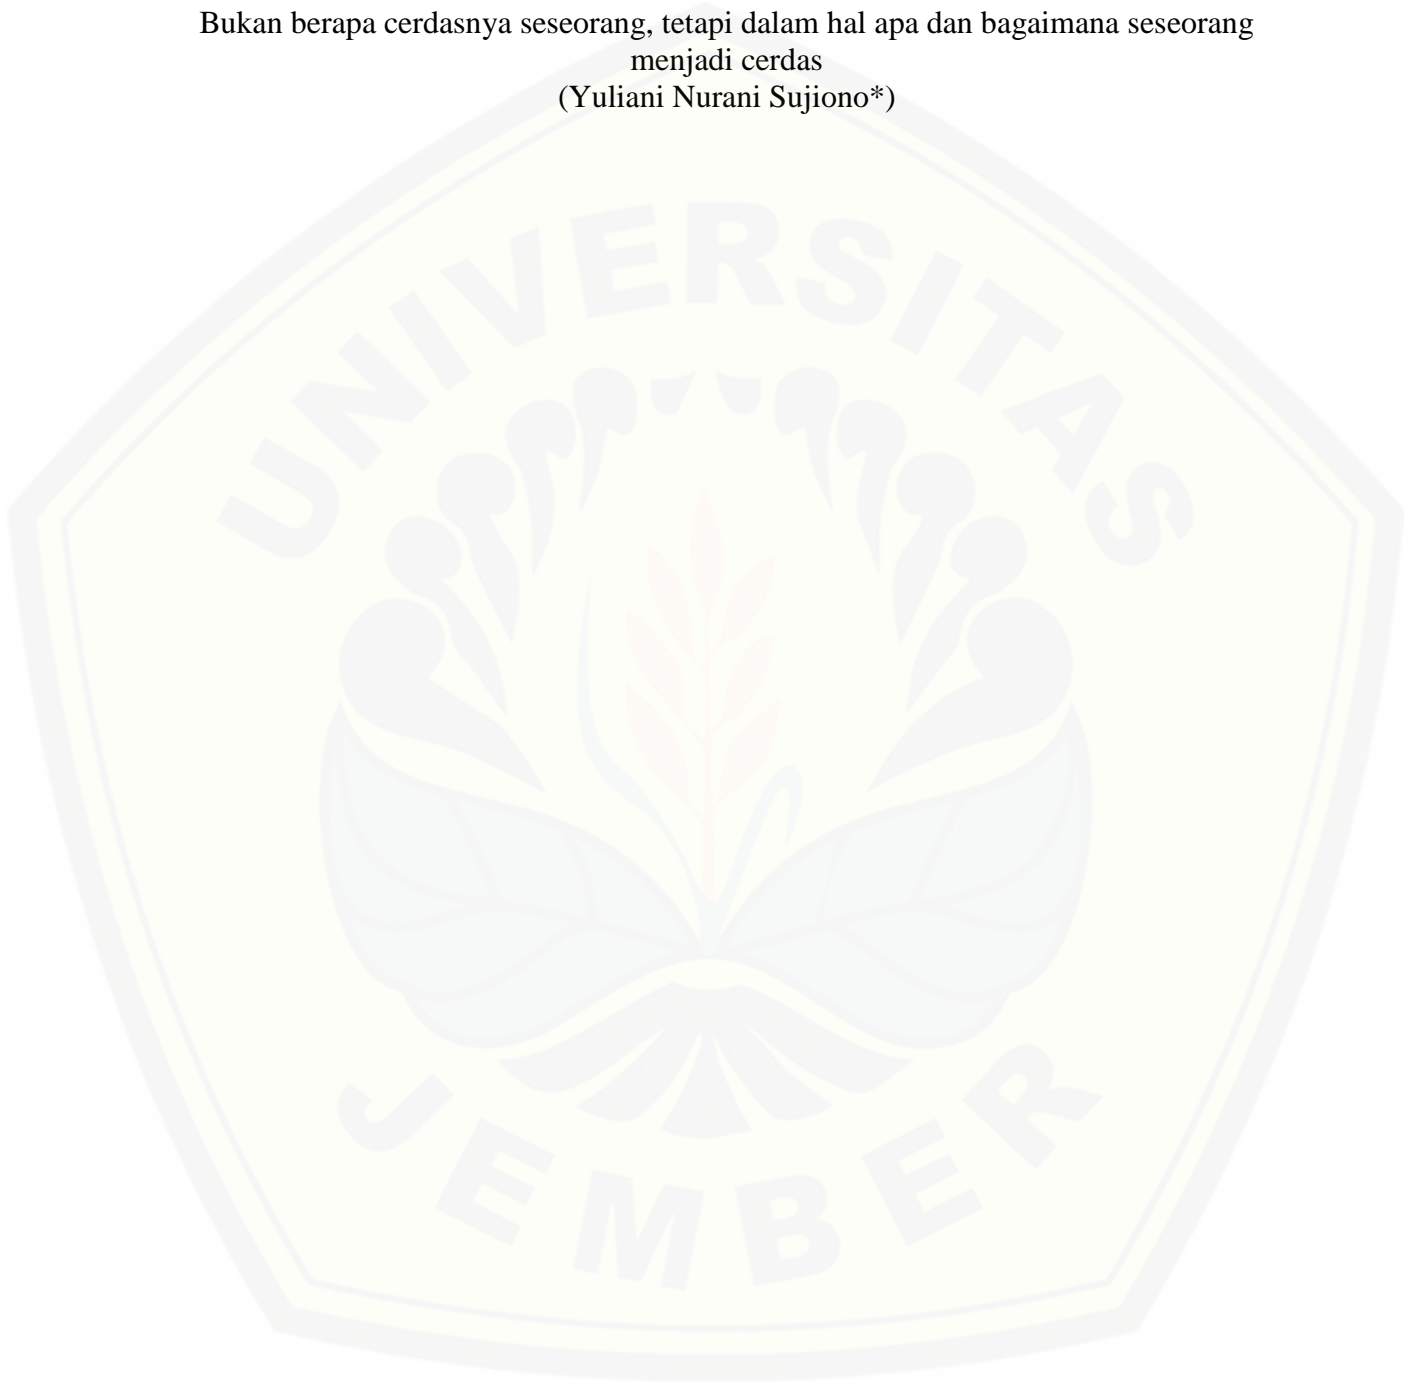 Bukan berapa cerdasnya seseorang, tetapi dalam hal apa dan bagaimana seseorang
menjadi cerdas
(Yuliani Nurani Sujiono*)
UNIVERSITAS
JEMBER